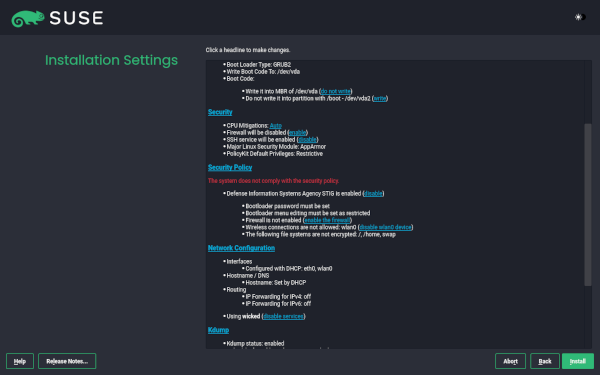 SUSE
Installation Settings
Click a headline to make changes.
• Boot Loader Type: GRUB2
• Write Boot Code To: /dev/vda
• Boot Code:
• Write it into MBR of /dev/vda (do not write)
• Do not write it into partition with /boot - /dev/vda2 (write)
Security
• CPU Mitigations: Auto
• Firewall will be disabled (enable)
• SSH service will be enabled (disable)
• Major Linux Security Module: AppArmor
• PolicyKit Default Privileges: Restrictive
Security Policy
The system does not comply with the security policy
• Defense Information Systems Agency STIG is enabled (disable)
• Bootloader password must be set
• Bootloader menu editing must be set as restricted
• Firewall is not enabled (enable the firewall)
• Wireless connections are not allowed: wlan0 (disable wlan0 device)
• The following file systems are not encrypted: /, /home, swap
Network Configuration
• Interfaces
• Configured with DHCP: eth0, wlan0
• Hostname / DNS
• Hostname: Set by DHCP
• Routing
• IP Forwarding for IPv4: off
• IP Forwarding for IPv6: off
• Using wicked (disable services)
Kdump
• Kdump status: enabled
Help
Release Notes...
Abort
Back
Install